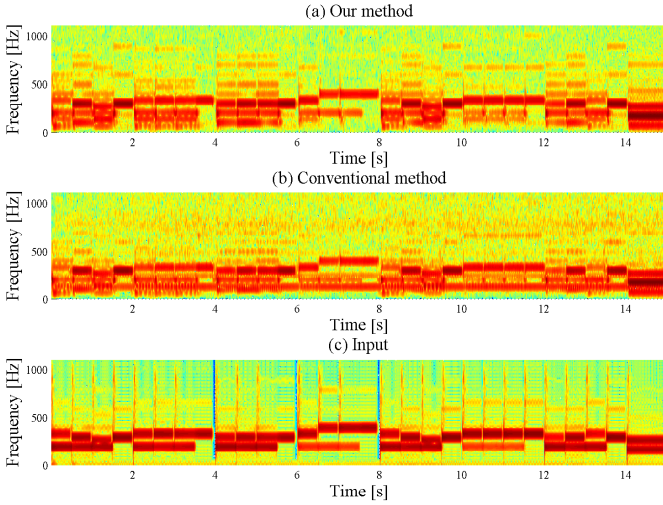 (a) Our method
Frequency [Hz]
1000
500
0
2 4 6 8 10 12 14
Time [s]
(b) Conventional method
Frequency [Hz]
1000
500
0
2 4 6 8 10 12 14
Time [s]
(c) Input
Frequency [Hz]
1000
500
0
2 4 6 8 10 12 14
Time [s]